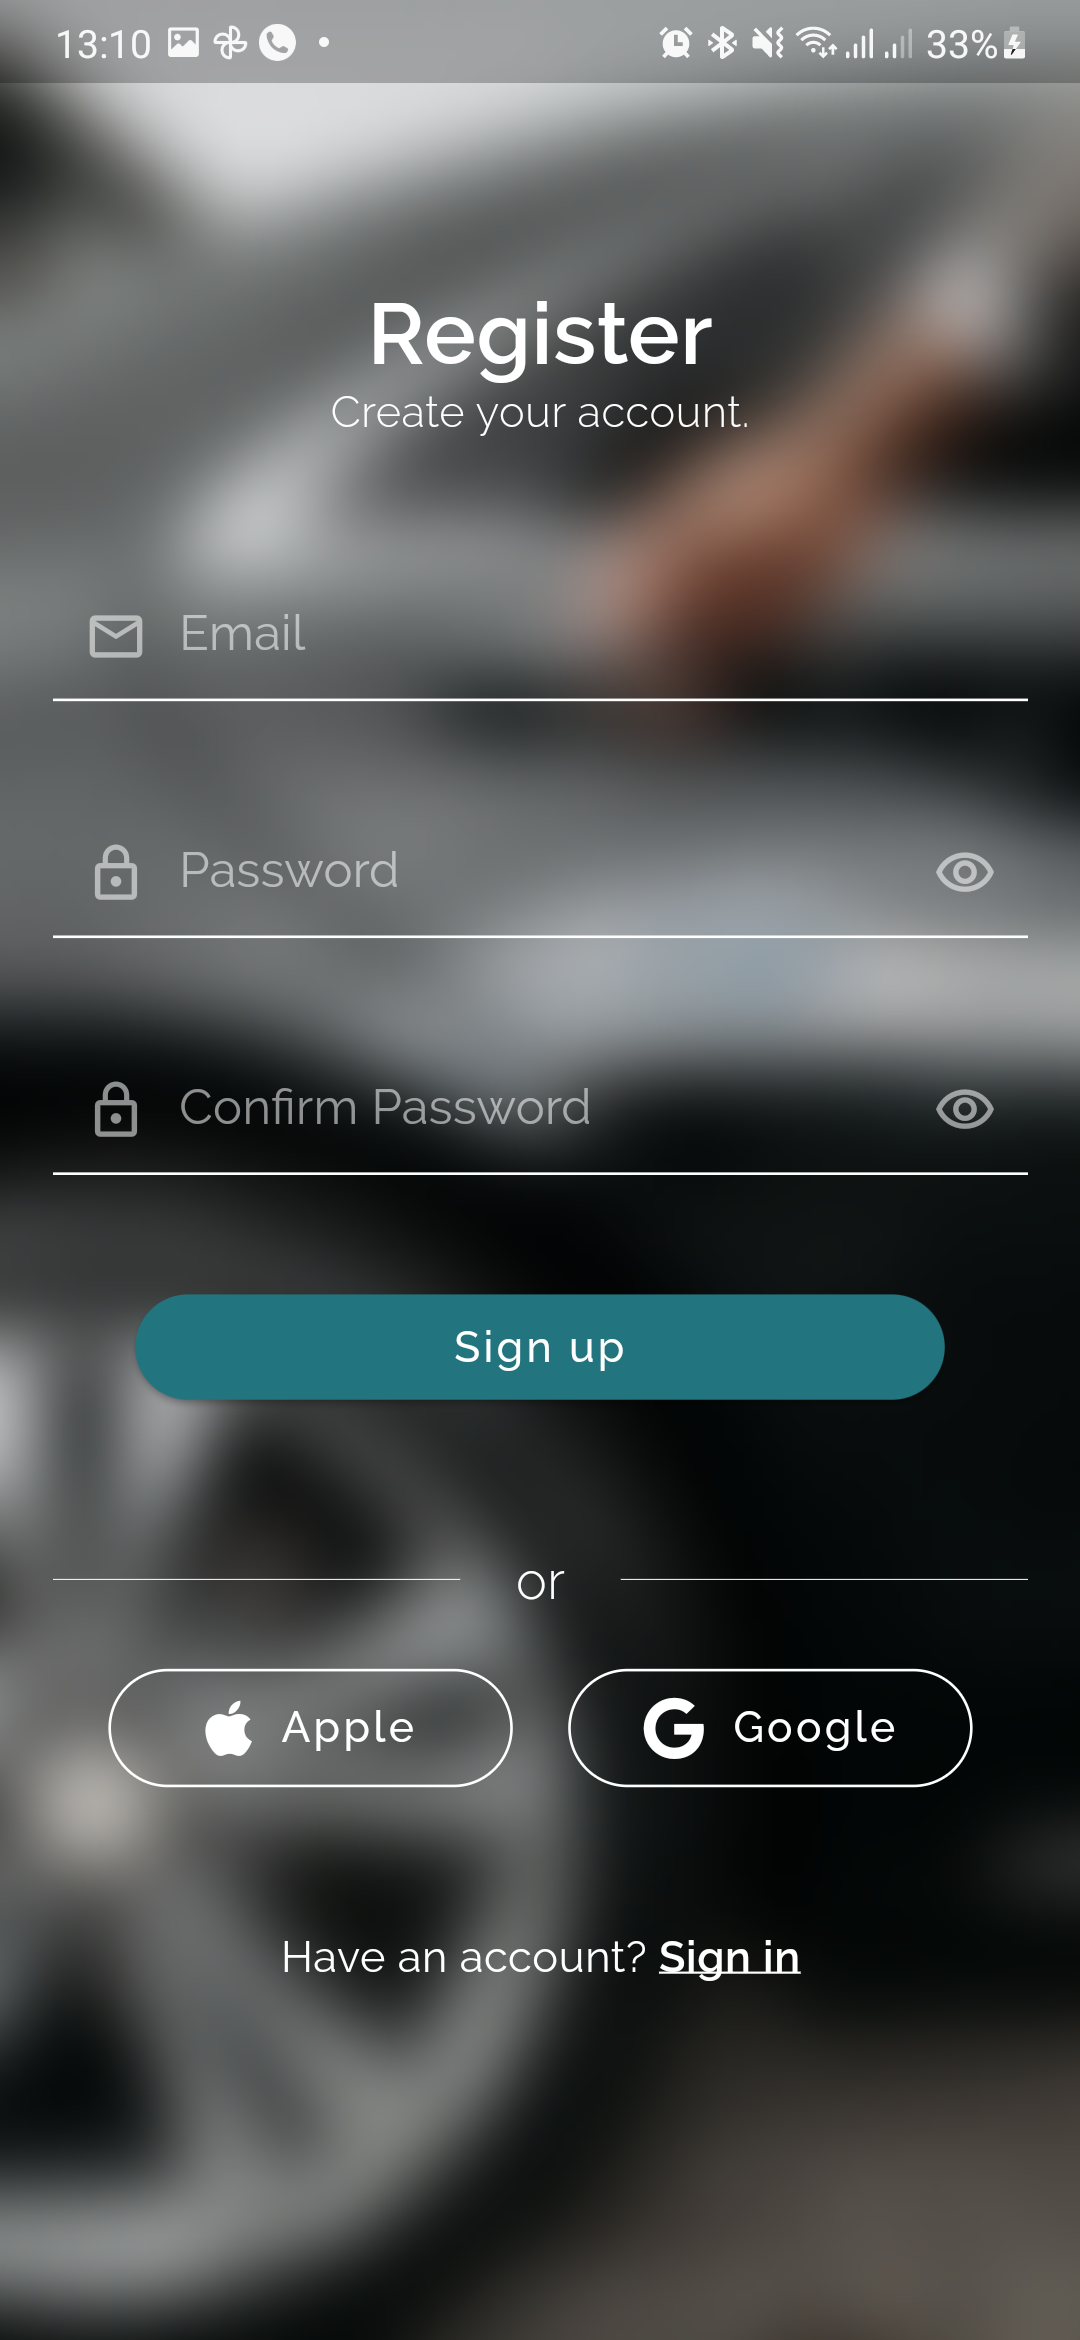 13:10 33%
Register
Create your account.
Email
Password
Confirm Password
Sign up
or
Apple Google
Have an account? Sign in